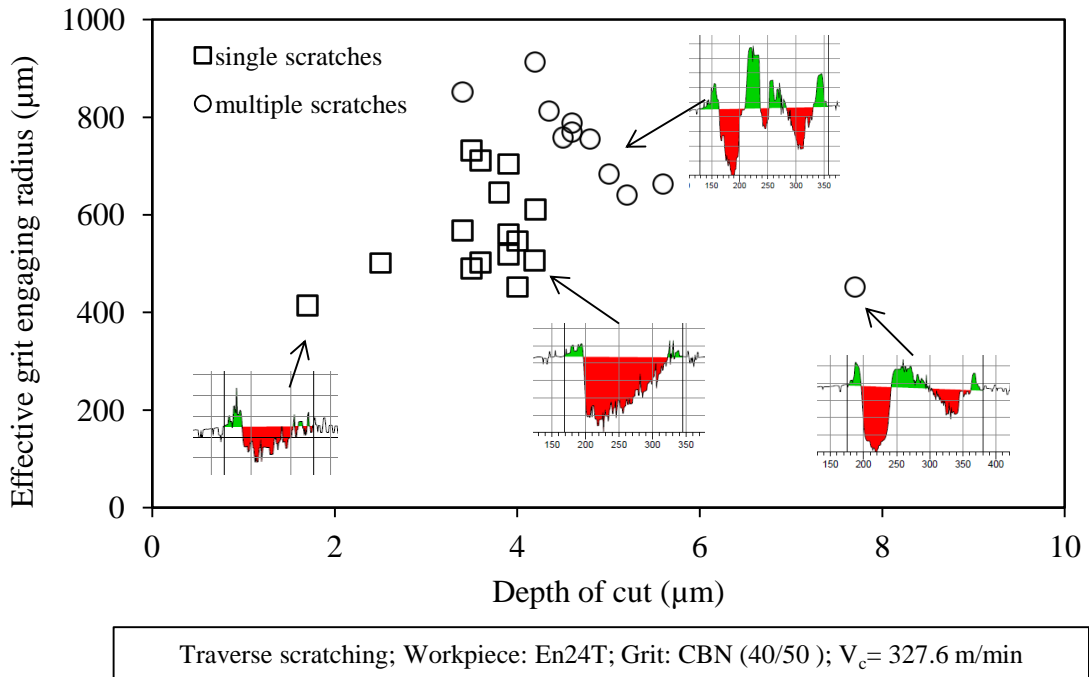 1000
800
600
400
200
0
Effective grit engaging radius (µm)
single scratches
multiple scratches
150 200 250 300 350
150 200 250 300 350
150 200 250 300 350 400
0 2 4 6 8 10
Depth of cut (µm)
Traverse scratching; Workpiece: En24T; Grit: CBN (40/50 ); Vc= 327.6 m/min